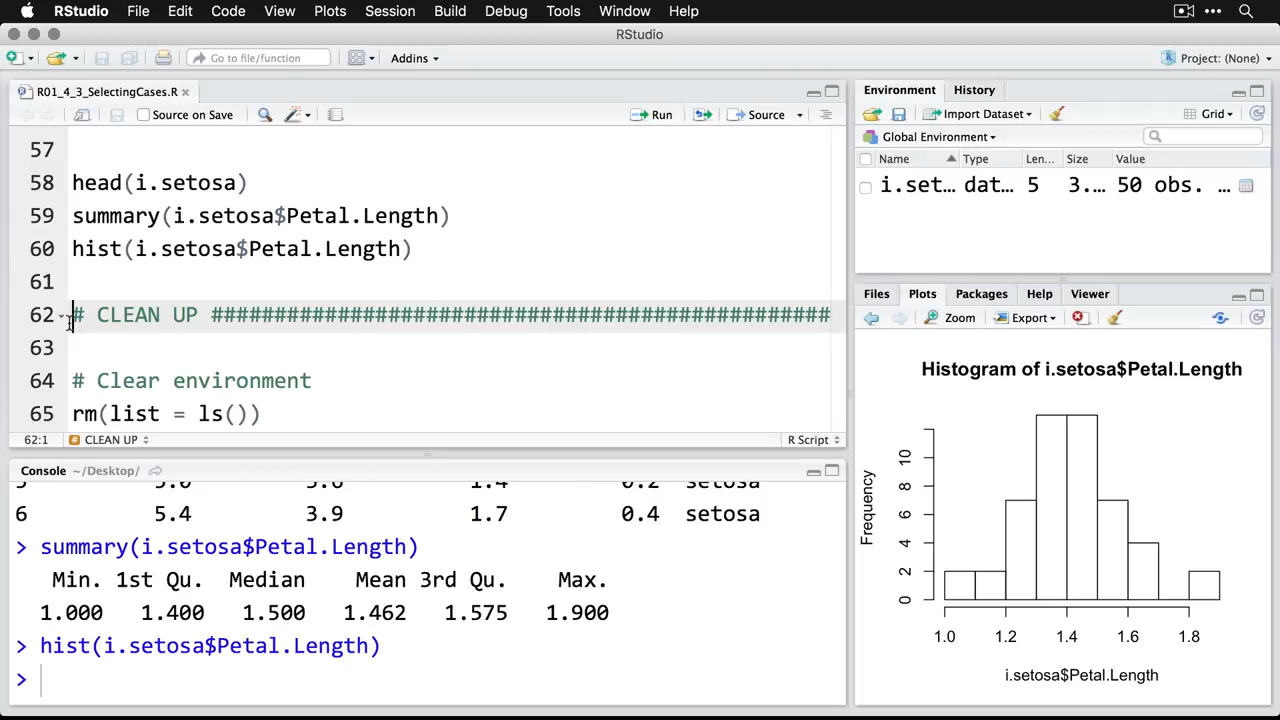 RStudio File Edit Code View Plots Session Build Debug Tools Window Help
RStudio
Go to file/function Addins Project: (None)
R01_4_3_SelectingCases.R
Source on Save Run Source
57
58 head(i.setosa)
59 summary(i.setosa$Petal.Length)
60 hist(i.setosa$Petal.Length)
61
62 # CLEAN UP #################################################
63
64 # Clear environment
65 rm(list = ls())
62:1 CLEAN UP R Script
Console ~/Desktop/
6 5.4 3.9 1.7 0.4 setosa
> summary(i.setosa$Petal.Length)
Min. 1st Qu. Median Mean 3rd Qu. Max.
1.000 1.400 1.500 1.462 1.575 1.900
> hist(i.setosa$Petal.Length)
>
Environment History
Import Dataset Grid
Global Environment
Name Type Len... Size Value
i.set... dat... 5 3.... 50 obs. ...
Files Plots Packages Help Viewer
Zoom Export
Histogram of i.setosa$Petal.Length
Frequency
0 2 4 6 8 10
1.0 1.2 1.4 1.6 1.8
i.setosa$Petal.Length